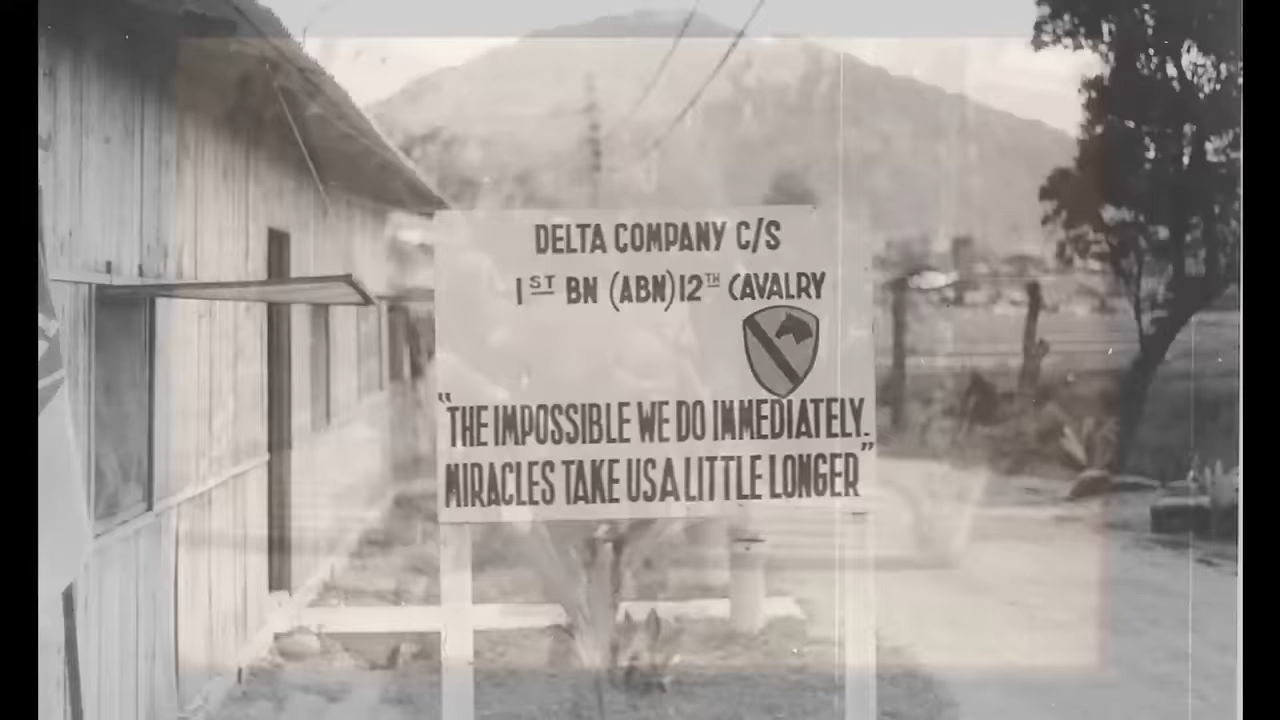 DELTA COMPANY C/S
1ST BN (ABN) 12TH CAVALRY
"THE IMPOSSIBLE WE DO IMMEDIATELY.
MIRACLES TAKE US A LITTLE LONGER"